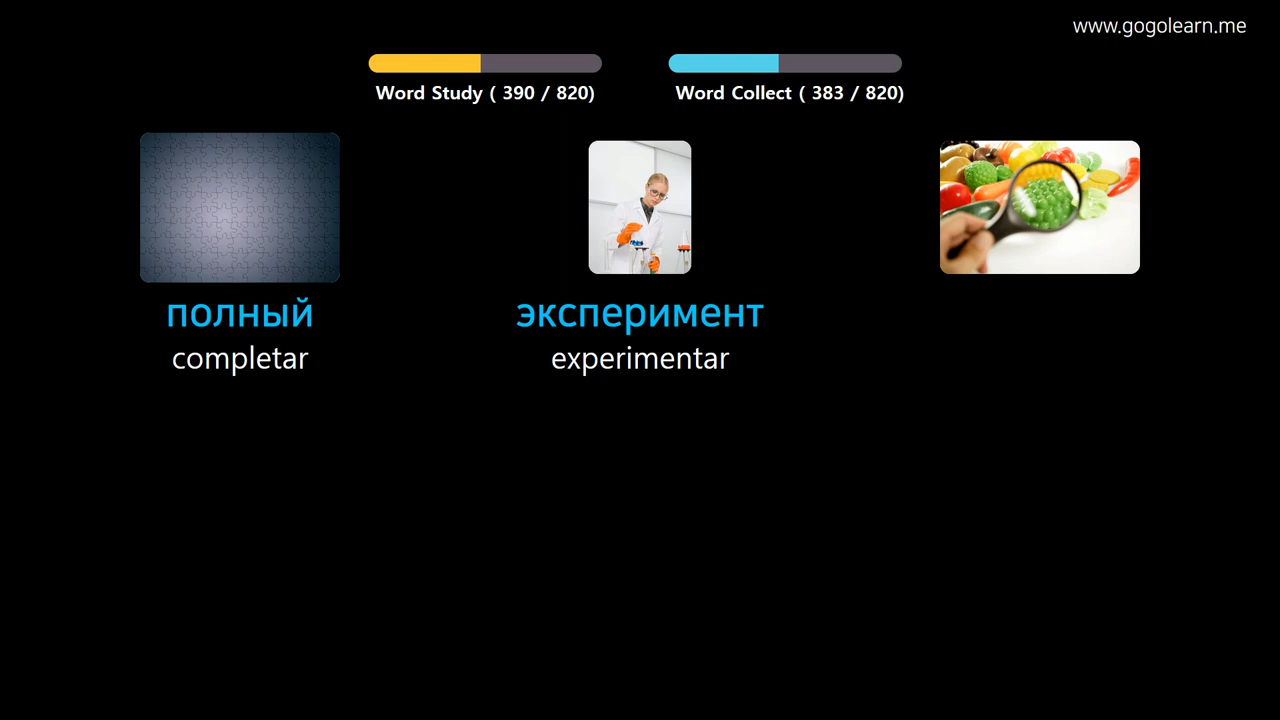 www.gogolearn.me
Word Study ( 390 / 820)
Word Collect ( 383 / 820)
полный
эксперимент
completar
experimentar